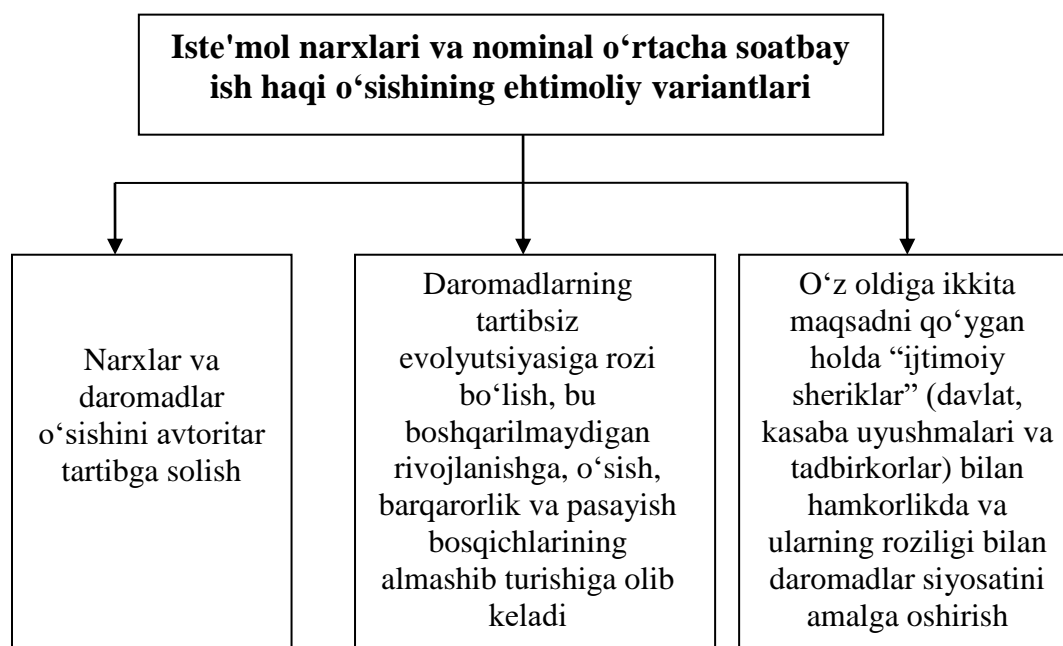 Iste'mol narxlari va nominal o‘rtacha soatbay
ish haqi o‘sishining ehtimoliy variantlari
Narxlar va
daromadlar
o‘sishini avtoritar
tartibga solish
Daromadlarning
tartibsiz
evolyutsiyasiga rozi
bo‘lish, bu
boshqarilmaydigan
rivojlanishga, o‘sish,
barqarorlik va pasayish
bosqichlarining
almashib turishiga olib
keladi
O‘z oldiga ikkita
maqsadni qo‘ygan
holda “ijtimoiy
sheriklar” (davlat,
kasaba uyushmalari va
tadbirkorlar) bilan
hamkorlikda va
ularning roziligi bilan
daromadlar siyosatini
amalga oshirish